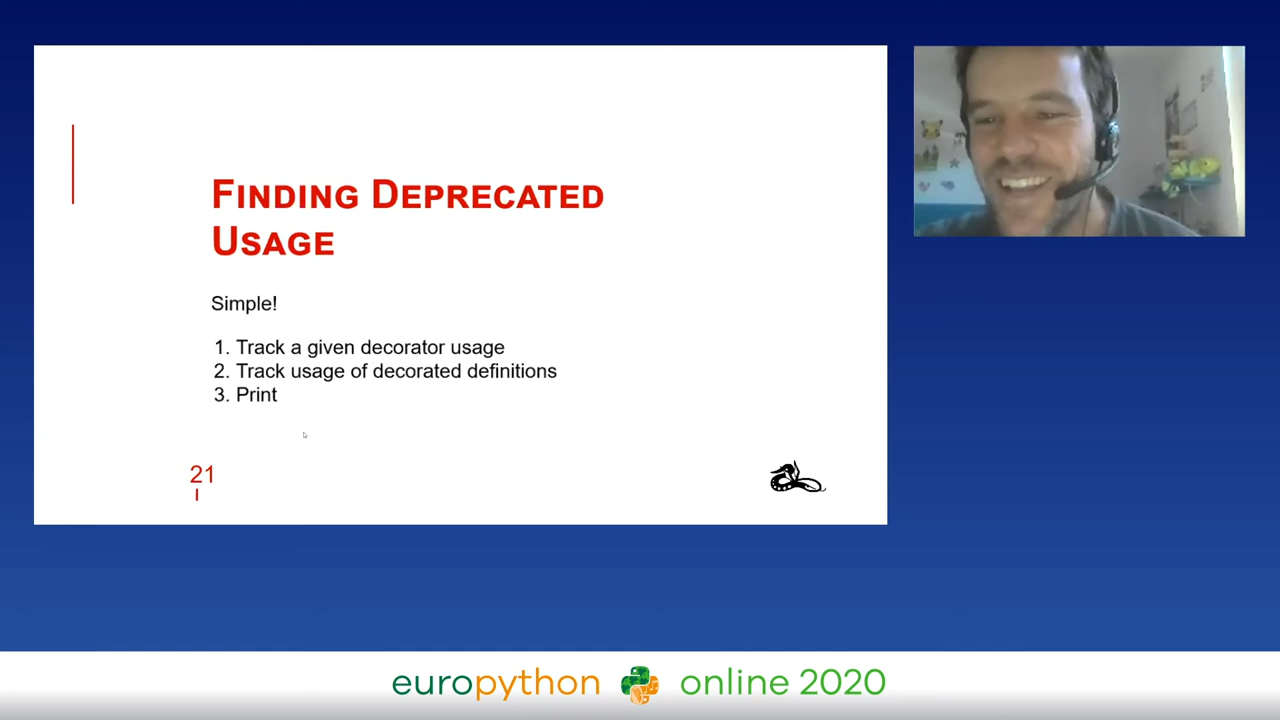 Finding Deprecated
Usage
Simple!
1. Track a given decorator usage
2. Track usage of decorated definitions
3. Print
21
europython online 2020